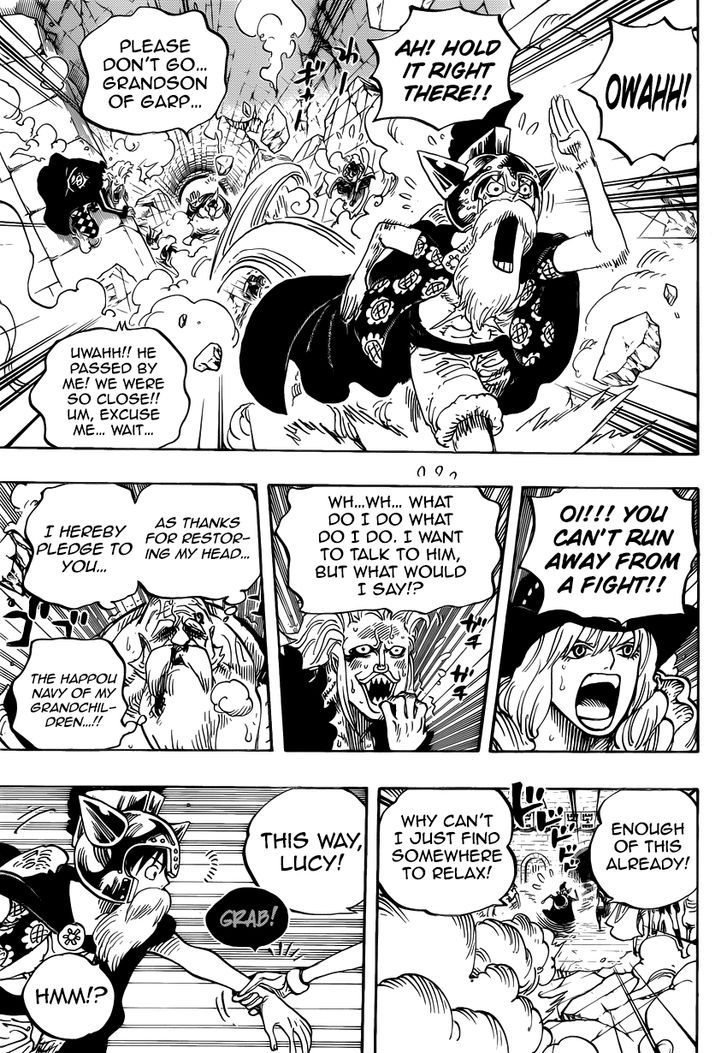 OWAHH!
AH! HOLD
IT RIGHT
THERE!!
PLEASE
DON'T GO...
GRANDSON
OF GARP...
UWAHH!! HE
PASSED BY
ME! WE WERE
SO CLOSE!!
UM, EXCUSE
ME... WAIT...
OI!!! YOU
CAN'T RUN
AWAY FROM
A FIGHT!!
WH...WH... WHAT
DO I DO WHAT
DO I DO. I WANT
TO TALK TO HIM,
BUT WHAT WOULD
I SAY!?
AS THANKS
FOR RESTOR-
ING MY HEAD...
I HEREBY
PLEDGE TO
YOU...
THE HAPPOU
NAVY OF MY
GRANDCHIL-
DREN...!!
ENOUGH
OF THIS
ALREADY!
WHY CAN'T
I JUST FIND
SOMEWHERE
TO RELAX!
THIS WAY,
LUCY!
GRAB!
HMM!?